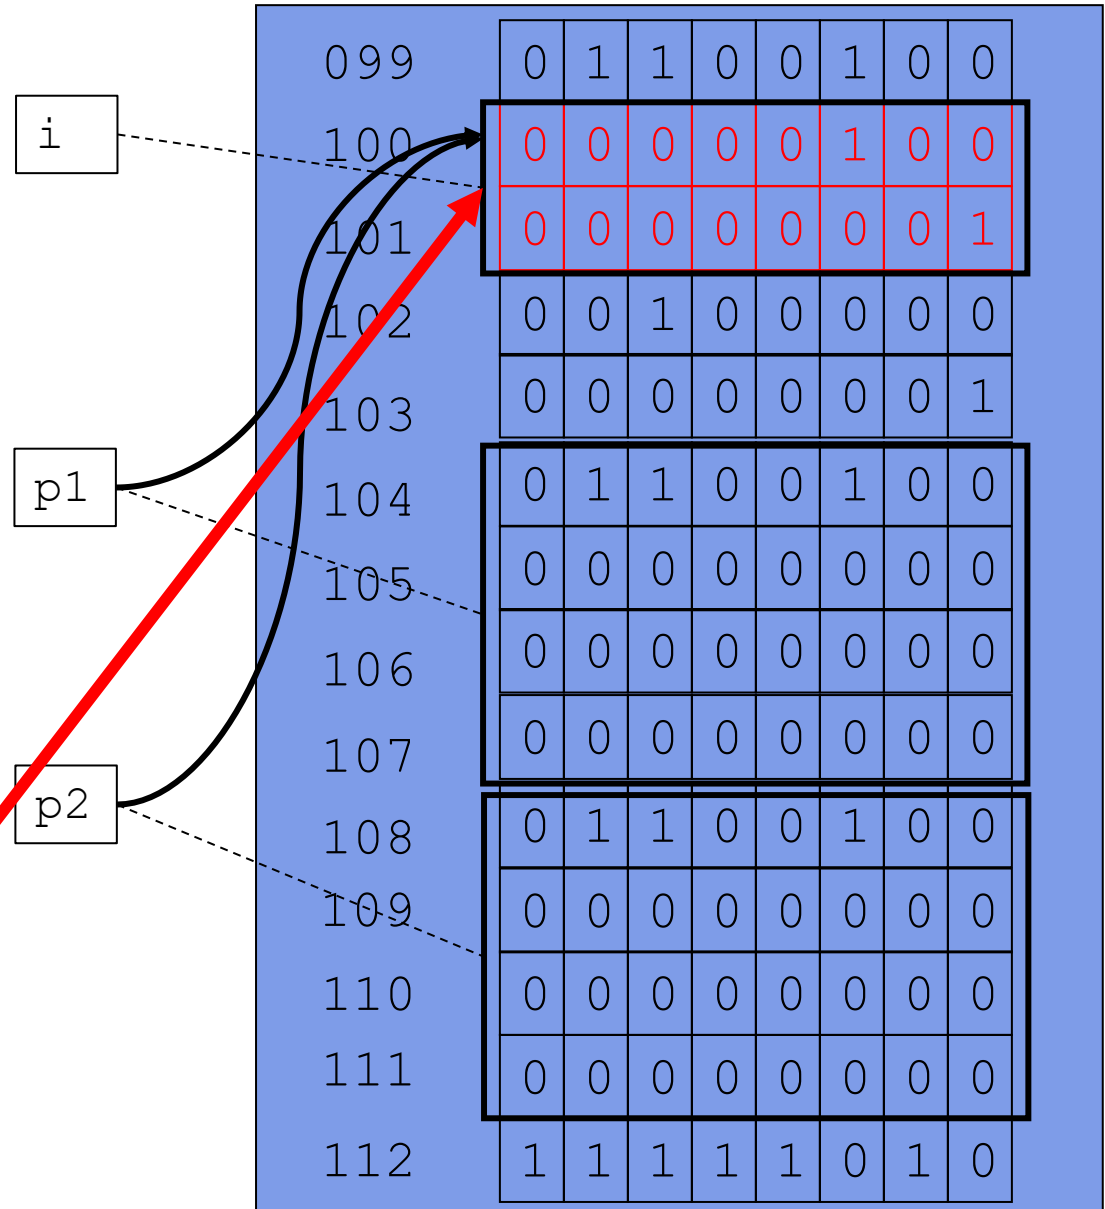 099 0 1 1 0 0 1 0 0
i
100 0 0 0 0 0 1 0 0
101 0 0 0 0 0 0 0 1
102 0 0 1 0 0 0 0 0
103 0 0 0 0 0 0 0 1
p1
104 0 1 1 0 0 1 0 0
105 0 0 0 0 0 0 0 0
106 0 0 0 0 0 0 0 0
107 0 0 0 0 0 0 0 0
p2
108 0 1 1 0 0 1 0 0
109 0 0 0 0 0 0 0 0
110 0 0 0 0 0 0 0 0
111 0 0 0 0 0 0 0 0
112 1 1 1 1 1 0 1 0